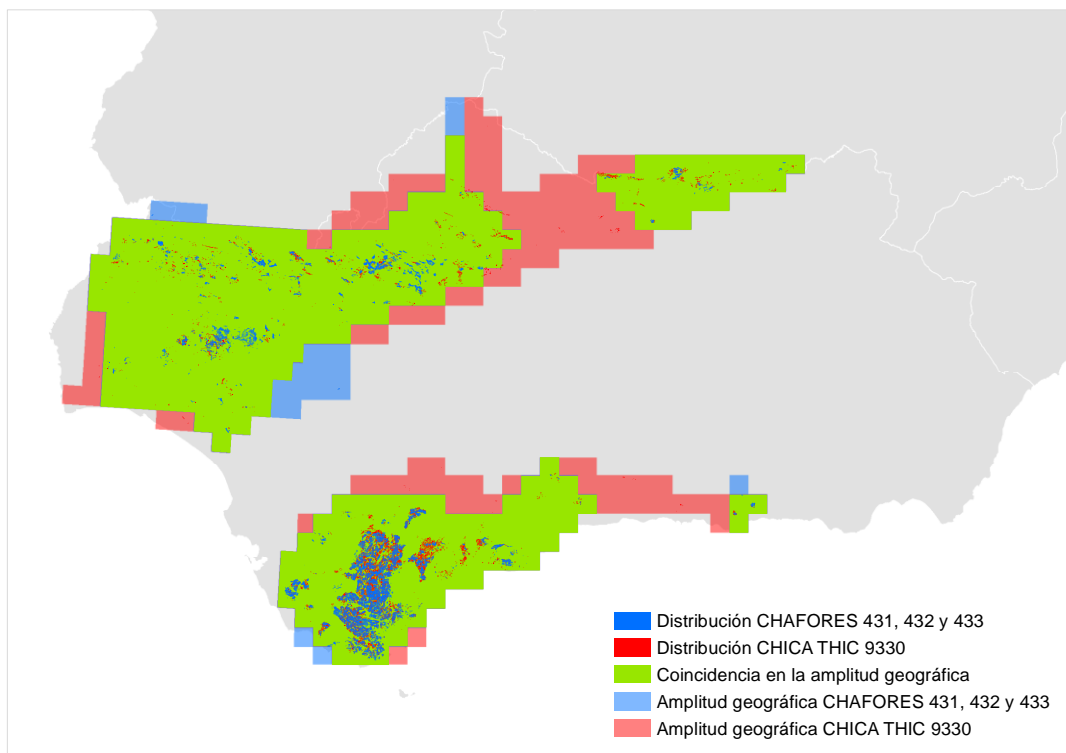 Distribución CHAFORES 431, 432 y 433
Distribución CHICA THIC 9330
Coincidencia en la amplitud geográfica
Amplitud geográfica CHAFORES 431, 432 y 433
Amplitud geográfica CHICA THIC 9330